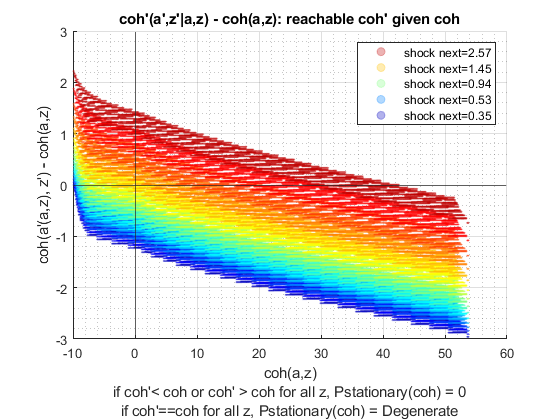 coh'(a',z'|a,z) - coh(a,z): reachable coh' given coh
3
2
1
0
-1
-2
-3
coh(a'(a,z), z') - coh(a,z)
shock next=2.57
shock next=1.45
shock next=0.94
shock next=0.53
shock next=0.35
-10 0 10 20 30 40 50 60
coh(a,z)
if coh'< coh or coh' > coh for all z, Pstationary(coh) = 0
if coh'==coh for all z, Pstationary(coh) = Degenerate